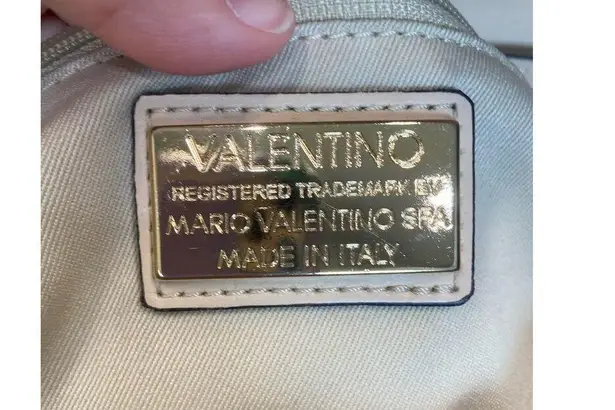 VALENTINO
REGISTERED TRADEMARK BY
MARIO VALENTINO SPA
MADE IN ITALY